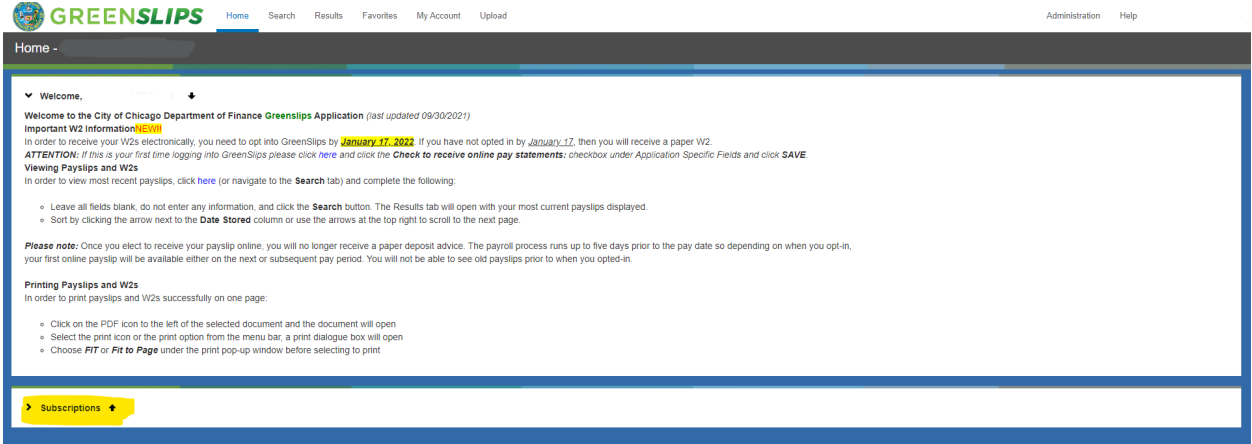 GREENSLIPS Home Search Results Favorites My Account Upload Administration Help
Home -
Welcome,
Welcome to the City of Chicago Department of Finance Greenslips Application (last updated 09/30/2021)
Important W2 InformationNEW!!
In order to receive your W2s electronically, you need to opt into GreenSlips by January 17, 2022. If you have not opted in by January 17, then you will receive a paper W2.
ATTENTION: If this is your first time logging into GreenSlips please click here and click the Check to receive online pay statements: checkbox under Application Specific Fields and click SAVE.
Viewing Payslips and W2s
In order to view most recent payslips, click here (or navigate to the Search tab) and complete the following:
Leave all fields blank, do not enter any information, and click the Search button. The Results tab will open with your most current payslips displayed.
Sort by clicking the arrow next to the Date Stored column or use the arrows at the top right to scroll to the next page.
Please note: Once you elect to receive your payslip online, you will no longer receive a paper deposit advice. The payroll process runs up to five days prior to the pay date so depending on when you opt-in,
your first online payslip will be available either on the next or subsequent pay period. You will not be able to see old payslips prior to when you opted-in.
Printing Payslips and W2s
In order to print payslips and W2s successfully on one page:
Click on the PDF icon to the left of the selected document and the document will open
Select the print icon or the print option from the menu bar, a print dialogue box will open
Choose FIT or Fit to Page under the print pop-up window before selecting to print
Subscriptions